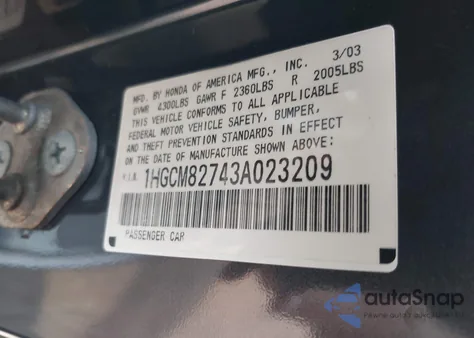 MFD. BY HONDA OF AMERICA MFG., INC. 3/03
GVWR 4300LBS GAWR F 2360LBS R 2005LBS
THIS VEHICLE CONFORMS TO ALL APPLICABLE
FEDERAL MOTOR VEHICLE SAFETY, BUMPER,
AND THEFT PREVENTION STANDARDS IN EFFECT
ON THE DATE OF MANUFACTURE SHOWN ABOVE:
V.I.N. 1HGCM82743A023209
PASSENGER CAR
autaSnap